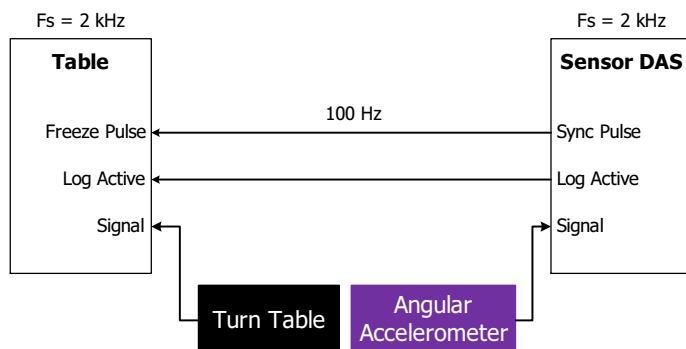 Fs = 2 kHz
Fs = 2 kHz
Table
Sensor DAS
100 Hz
Freeze Pulse
Sync Pulse
Log Active
Log Active
Signal
Signal
Turn Table
Angular
Accelerometer